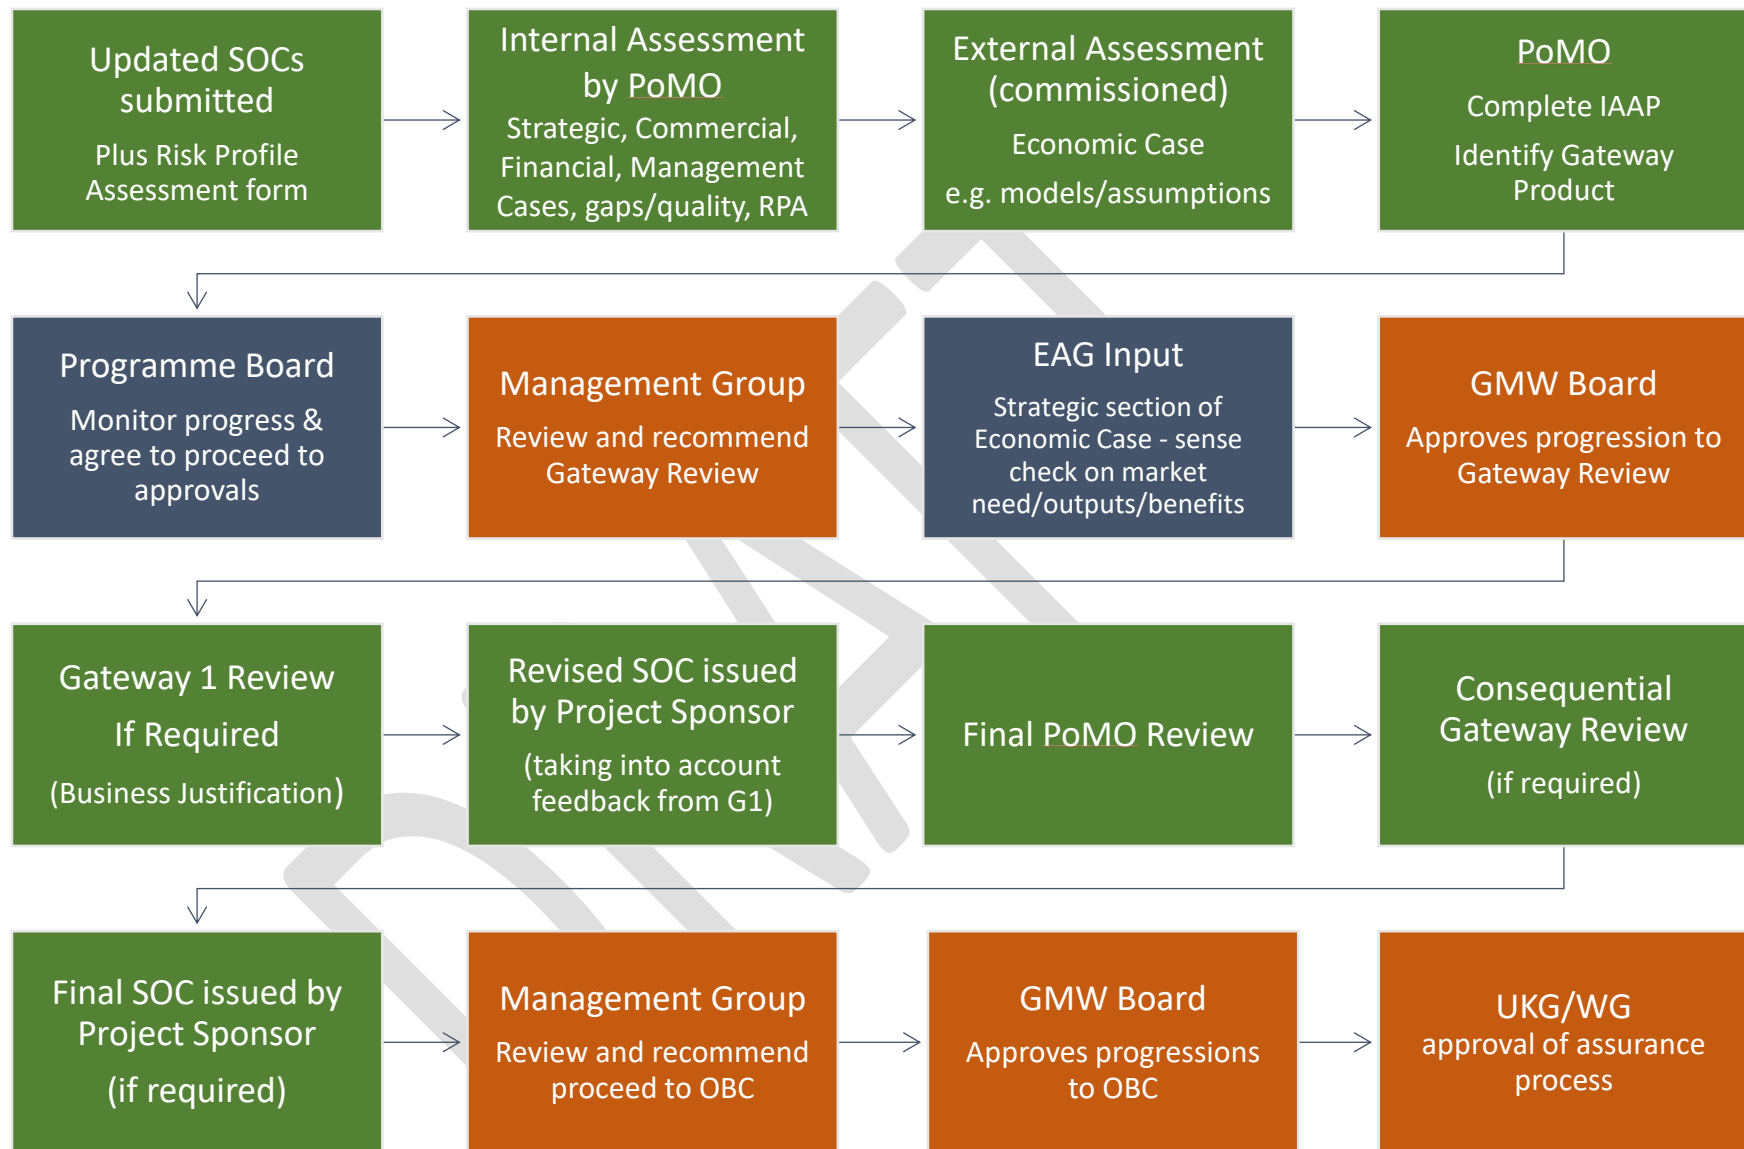 Updated SOCs
submitted
Plus Risk Profile
Assessment form
Internal Assessment
by PoMO
Strategic, Commercial,
Financial, Management
Cases, gaps/quality, RPA
External Assessment
(commissioned)
Economic Case
e.g. models/assumptions
PoMO
Complete IAAP
Identify Gateway
Product
Programme Board
Monitor progress &
agree to proceed to
approvals
Management Group
Review and recommend
Gateway Review
EAG Input
Strategic section of
Economic Case - sense
check on market
need/outputs/benefits
GMW Board
Approves progression to
Gateway Review
Gateway 1 Review
If Required
(Business Justification)
Revised SOC issued
by Project Sponsor
(taking into account
feedback from G1)
Final PoMO Review
Consequential
Gateway Review
(if required)
Final SOC issued by
Project Sponsor
(if required)
Management Group
Review and recommend
proceed to OBC
GMW Board
Approves progressions
to OBC
UKG/WG
approval of assurance
process
DRAFT